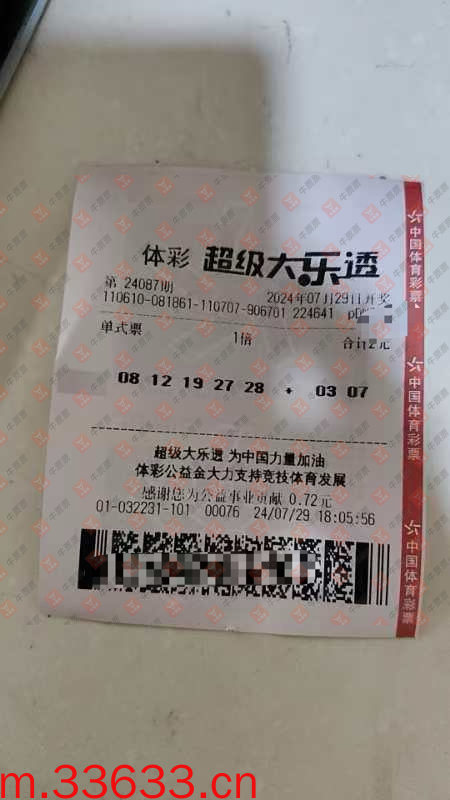 体彩 超级大乐透
第 24087期 2024年07月29日开奖
110610-081861-110707-906701 224641
单式票 1倍 合计2元
08 12 19 27 28 + 03 07
超级大乐透 为中国力量加油
体彩公益金大力支持竞技体育发展
感谢您为公益事业贡献 0.72元
01-032231-101 00076 24/07/29 18:05:56
中国体育彩票
中国体育彩票
中国体育彩票
m.33633.cn